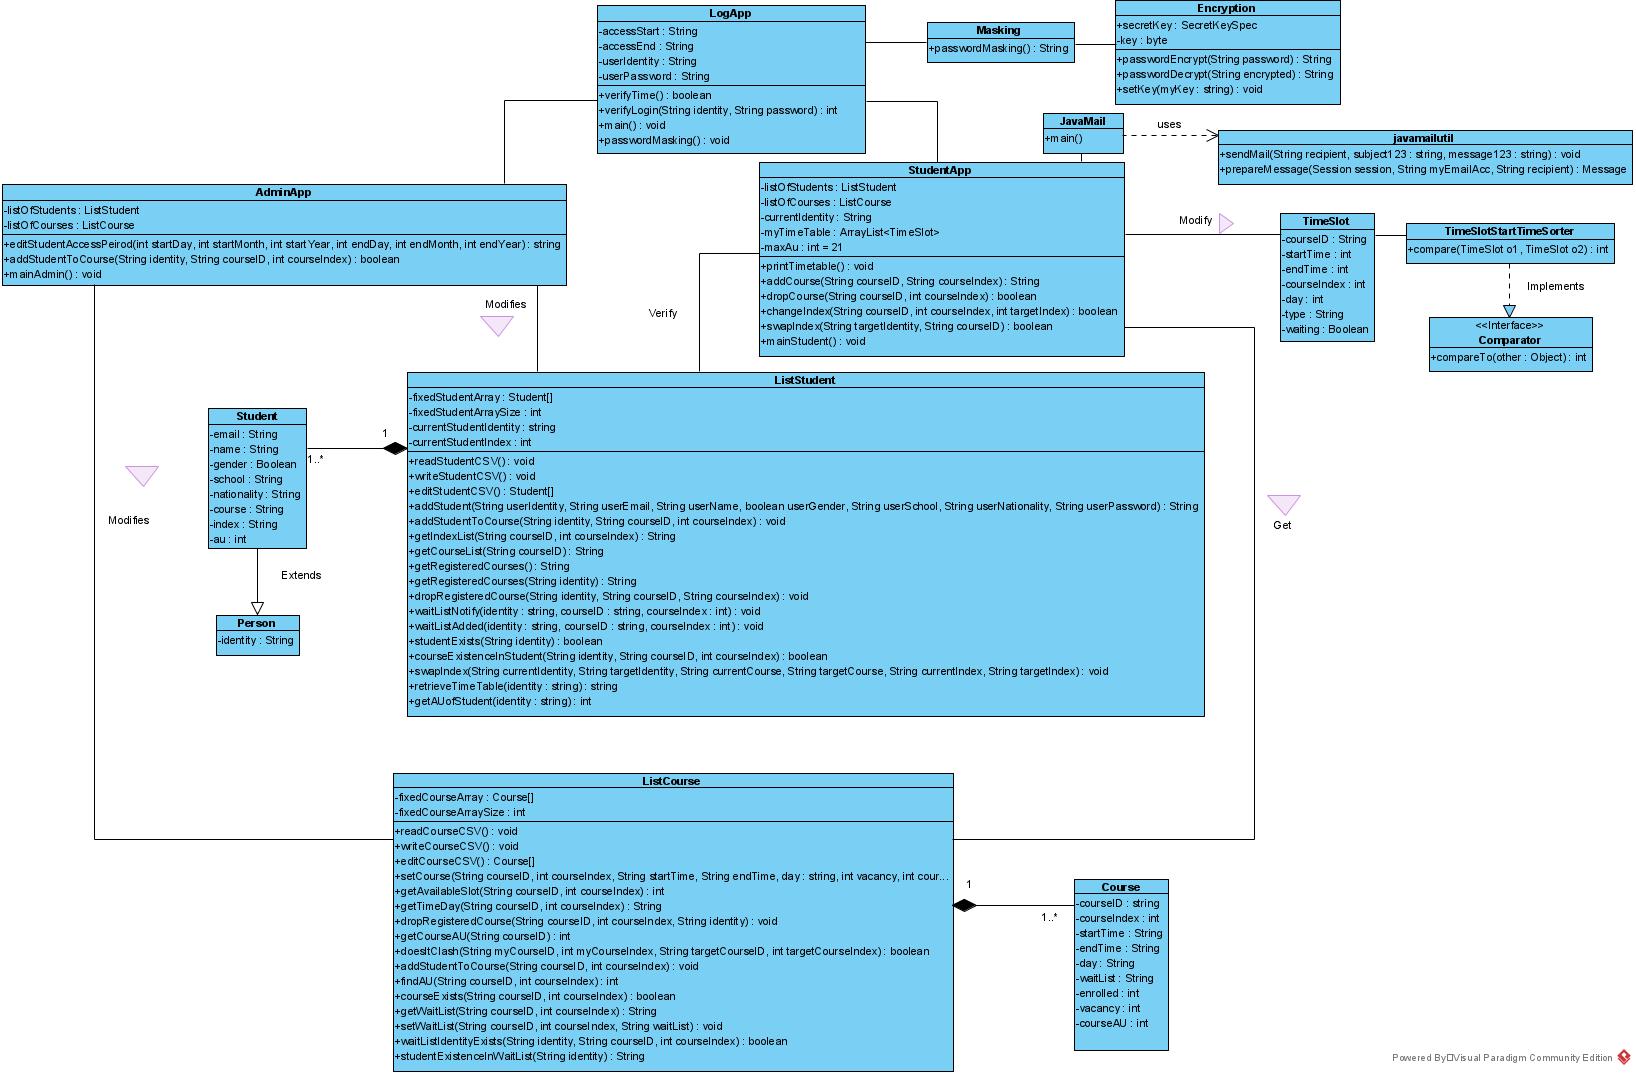 LogApp
-accessStart : String
-accessEnd : String
-userIdentity : String
-userPassword : String
+verifyTime() : boolean
+verifyLogin(String identity, String password) : int
+main() : void
+passwordMasking() : void
Masking
+passwordMasking() : String
Encryption
+secretKey : SecretKeySpec
-key : byte
+passwordEncrypt(String password) : String
+passwordDecrypt(String encrypted) : String
+setKey(myKey : string) : void
JavaMail
+main()
uses
javamailutil
+sendMail(String recipient, subject123 : string, message123 : string) : void
+prepareMessage(Session session, String myEmailAcc, String recipient) : Message
AdminApp
-listOfStudents : ListStudent
-listOfCourses : ListCourse
+editStudentAccessPeirod(int startDay, int startMonth, int startYear, int endDay, int endMonth, int endYear) : string
+addStudentToCourse(String identity, String courseID, int courseIndex) : boolean
+mainAdmin() : void
StudentApp
-listOfStudents : ListStudent
-listOfCourses : ListCourse
-currentIdentity : String
-myTimeTable : ArrayList<TimeSlot>
-maxAu : int = 21
+printTimetable() : void
+addCourse(String courseID, String courseIndex) : String
+dropCourse(String courseID, int courseIndex) : boolean
+changeIndex(String courseID, int courseIndex, int targetIndex) : boolean
+swapIndex(String targetIdentity, String courseID) : boolean
+mainStudent() : void
Modify
TimeSlot
-courseID : String
-startTime : int
-endTime : int
-courseIndex : int
-day : int
-type : String
-waiting : Boolean
TimeSlotStartTimeSorter
+compare(TimeSlot o1 , TimeSlot o2) : int
Implements
<<Interface>>
Comparator
+compareTo(other : Object) : int
Modifies
Verify
ListStudent
-fixedStudentArray : Student[]
-fixedStudentArraySize : int
-currentStudentIdentity : string
-currentStudentIndex : int
+readStudentCSV() : void
+writeStudentCSV() : void
+editStudentCSV() : Student[]
+addStudent(String userIdentity, String userEmail, String userName, boolean userGender, String userSchool, String userNationality, String userPassword) : String
+addStudentToCourse(String identity, String courseID, int courseIndex) : void
+getIndexList(String courseID, int courseIndex) : String
+getCourseList(String courseID) : String
+getRegisteredCourses() : String
+getRegisteredCourses(String identity) : String
+dropRegisteredCourse(String identity, String courseID, String courseIndex) : void
+waitListNotify(identity : string, courseID : string, courseIndex : int) : void
+waitListAdded(identity : string, courseID : string, courseIndex : int) : void
+studentExists(String identity) : boolean
+courseExistenceInStudent(String identity, String courseID, int courseIndex) : boolean
+swapIndex(String currentIdentity, String targetIdentity, String currentCourse, String targetCourse, String currentIndex, String targetIndex) : void
+retrieveTimeTable(identity : string) : string
+getAUofStudent(identity : string) : int
Student
-email : String
-name : String
-gender : Boolean
-school : String
-nationality : String
-course : String
-index : String
-au : int
1
1..*
Extends
Person
-identity : String
Modifies
Get
ListCourse
-fixedCourseArray : Course[]
-fixedCourseArraySize : int
+readCourseCSV() : void
+writeCourseCSV() : void
+editCourseCSV() : Course[]
+setCourse(String courseID, int courseIndex, String startTime, String endTime, day : string, int vacancy, int cour...
+getAvailableSlot(String courseID, int courseIndex) : int
+getTimeDay(String courseID, int courseIndex) : String
+dropRegisteredCourse(String courseID, int courseIndex, String identity) : void
+getCourseAU(String courseID) : int
+doesItClash(String myCourseID, int myCourseIndex, String targetCourseID, int targetCourseIndex) : boolean
+addStudentToCourse(String courseID, int courseIndex) : void
+findAU(String courseID, int courseIndex) : int
+courseExists(String courseID, int courseIndex) : boolean
+getWaitList(String courseID, int courseIndex) : String
+setWaitList(String courseID, int courseIndex, String waitList) : void
+waitListIdentityExists(String identity, String courseID, int courseIndex) : boolean
+studentExistenceInWaitList(String identity) : String
1
1..*
Course
-courseID : string
-courseIndex : int
-startTime : String
-endTime : String
-day : String
-waitList : String
-enrolled : int
-vacancy : int
-courseAU : int
Powered By□Visual Paradigm Community Edition